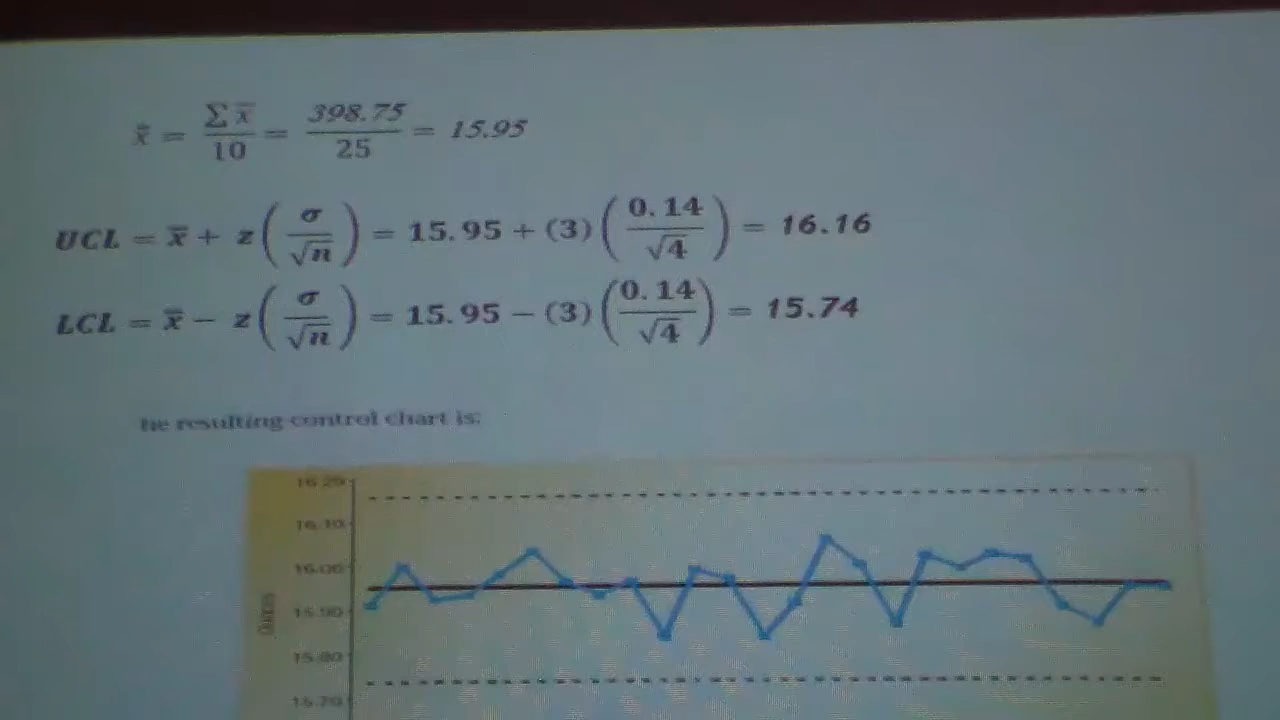 x̿ = Σx̅/10 = 398.75/25 = 15.95
UCL = x̿ + z(σ/√n) = 15.95 + (3)(0.14/√4) = 16.16
LCL = x̿ − z(σ/√n) = 15.95 − (3)(0.14/√4) = 15.74
he resulting control chart is:
16.20
16.10
16.00
15.90
15.80
15.70